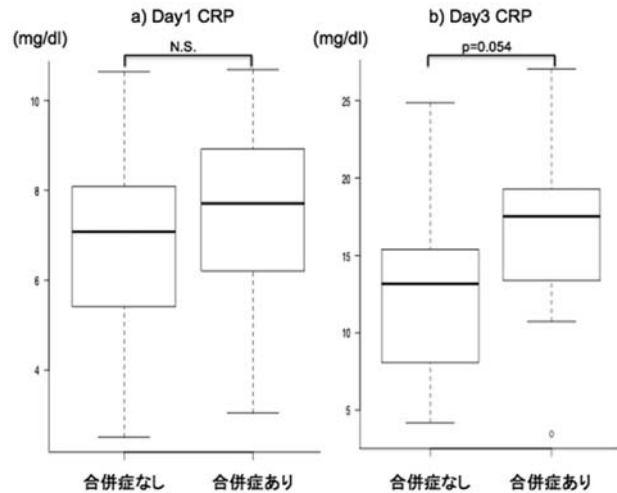 a) Day1 CRP
(mg/dl)
N.S.
10
8
6
4
合併症なし
合併症あり
b) Day3 CRP
(mg/dl)
p=0.054
25
20
15
10
5
合併症なし
合併症あり